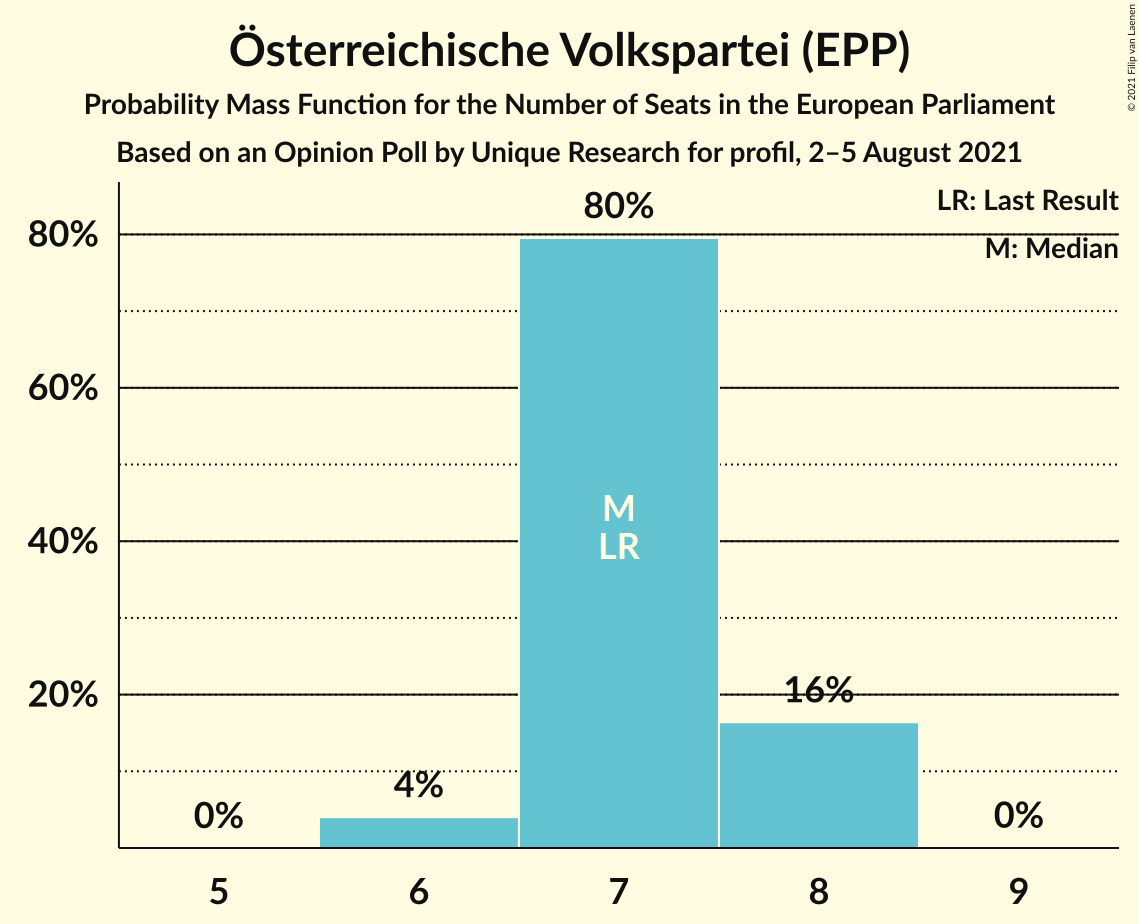 Österreichische Volkspartei (EPP)
Probability Mass Function for the Number of Seats in the European Parliament
Based on an Opinion Poll by Unique Research for profil, 2–5 August 2021
© 2021 Filip van Laenen
LR: Last Result
M: Median
80%
60%
40%
20%
0%
4%
80%
M
LR
16%
0%
5
6
7
8
9